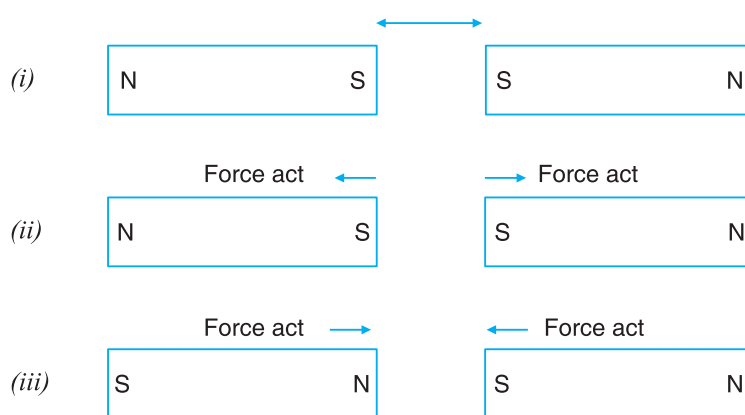 (i) N S S N
Force act Force act
(ii) N S S N
Force act Force act
(iii) S N S N